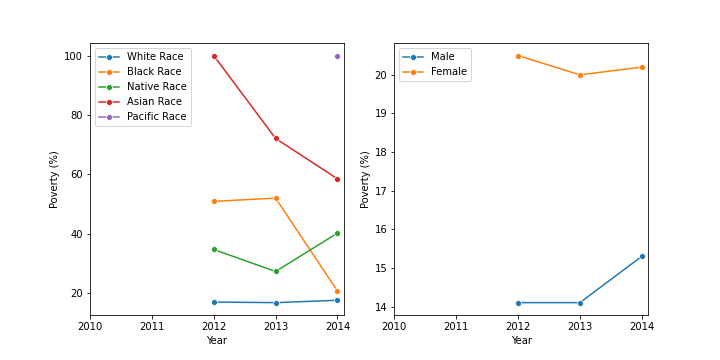 100
80
60
40
20
Poverty (%)
2010 2011 2012 2013 2014
Year
White Race
Black Race
Native Race
Asian Race
Pacific Race
20
19
18
17
16
15
14
Poverty (%)
2010 2011 2012 2013 2014
Year
Male
Female